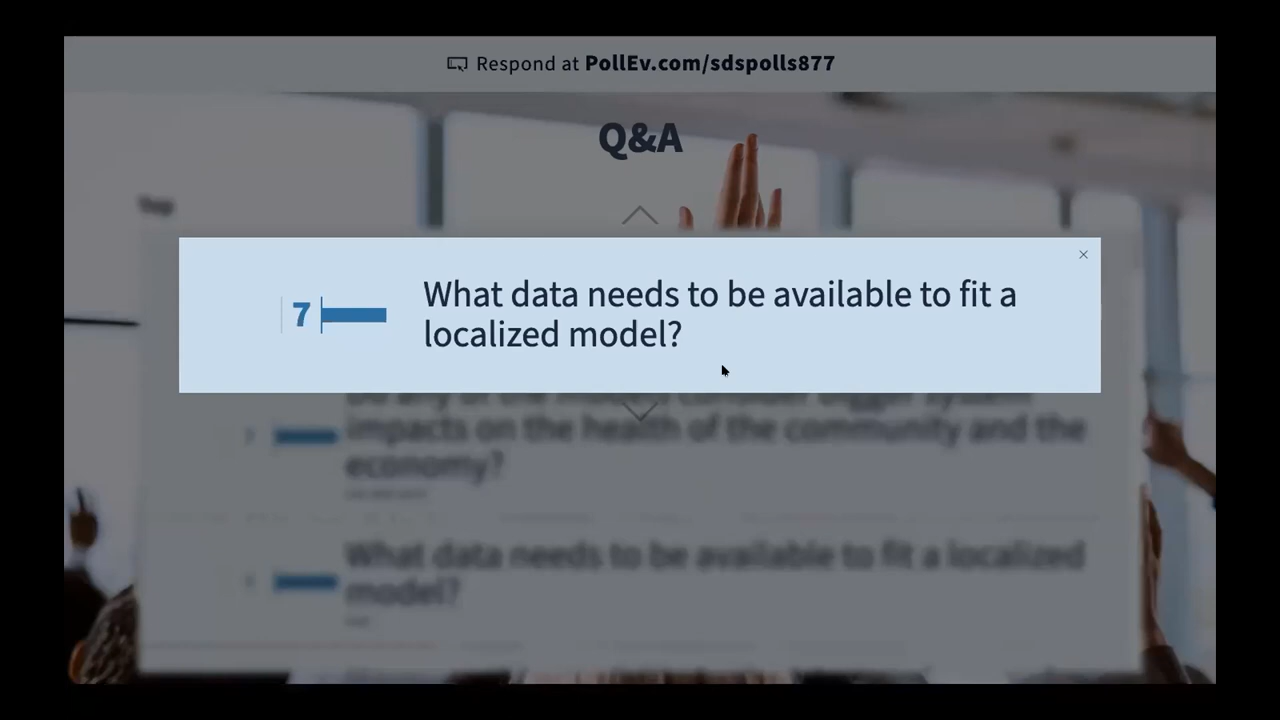 Respond at PollEv.com/sdspolls877
Q&A
Top
×
7
What data needs to be available to fit a
localized model?
impacts on the health of the community and the
economy?
What data needs to be available to fit a localized
model?